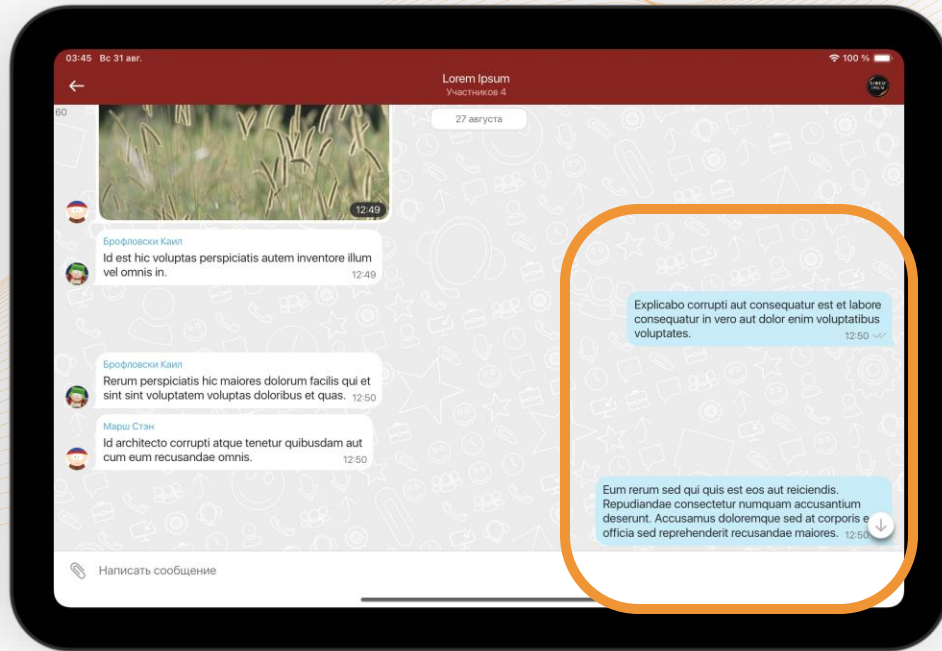 03:45 Вс 31 авг.
100 %
Lorem Ipsum
Участников 4
LOREM
IPSUM
60
27 августа
12:49
Брофловски Каил
Id est hic voluptas perspiciatis autem inventore illum
vel omnis in.
12:49
Explicabo corrupti aut consequatur est et labore
consequatur in vero aut dolor enim voluptatibus
voluptates.
12:50
Брофловски Каил
Rerum perspiciatis hic maiores dolorum facilis qui et
sint sint voluptatem voluptas doloribus et quas. 12:50
Марш Стэн
Id architecto corrupti atque tenetur quibusdam aut
cum eum recusandae omnis.
12:50
Eum rerum sed qui quis est eos aut reiciendis.
Repudiandae consectetur numquam accusantium
deserunt. Accusamus doloremque sed at corporis
officia sed reprehenderit recusandae maiores. 12:50
Написать сообщение